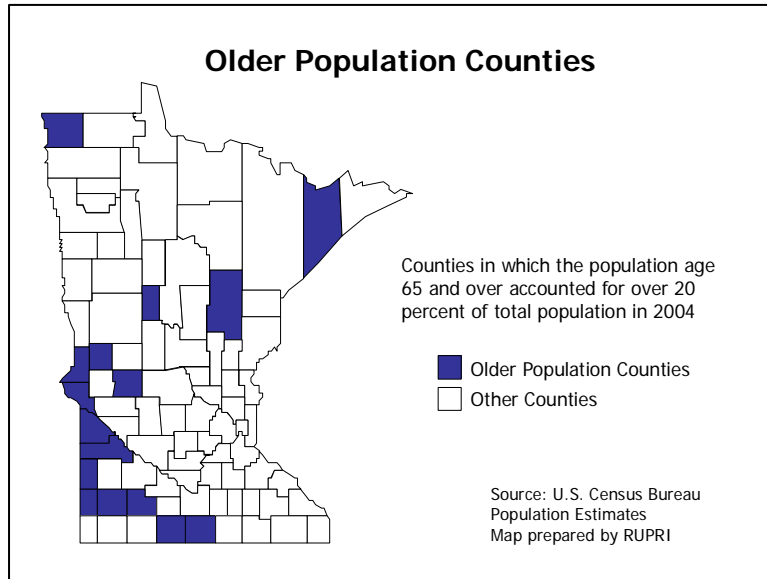 Older Population Counties
Counties in which the population age
65 and over accounted for over 20
percent of total population in 2004
Older Population Counties
Other Counties
Source: U.S. Census Bureau
Population Estimates
Map prepared by RUPRI